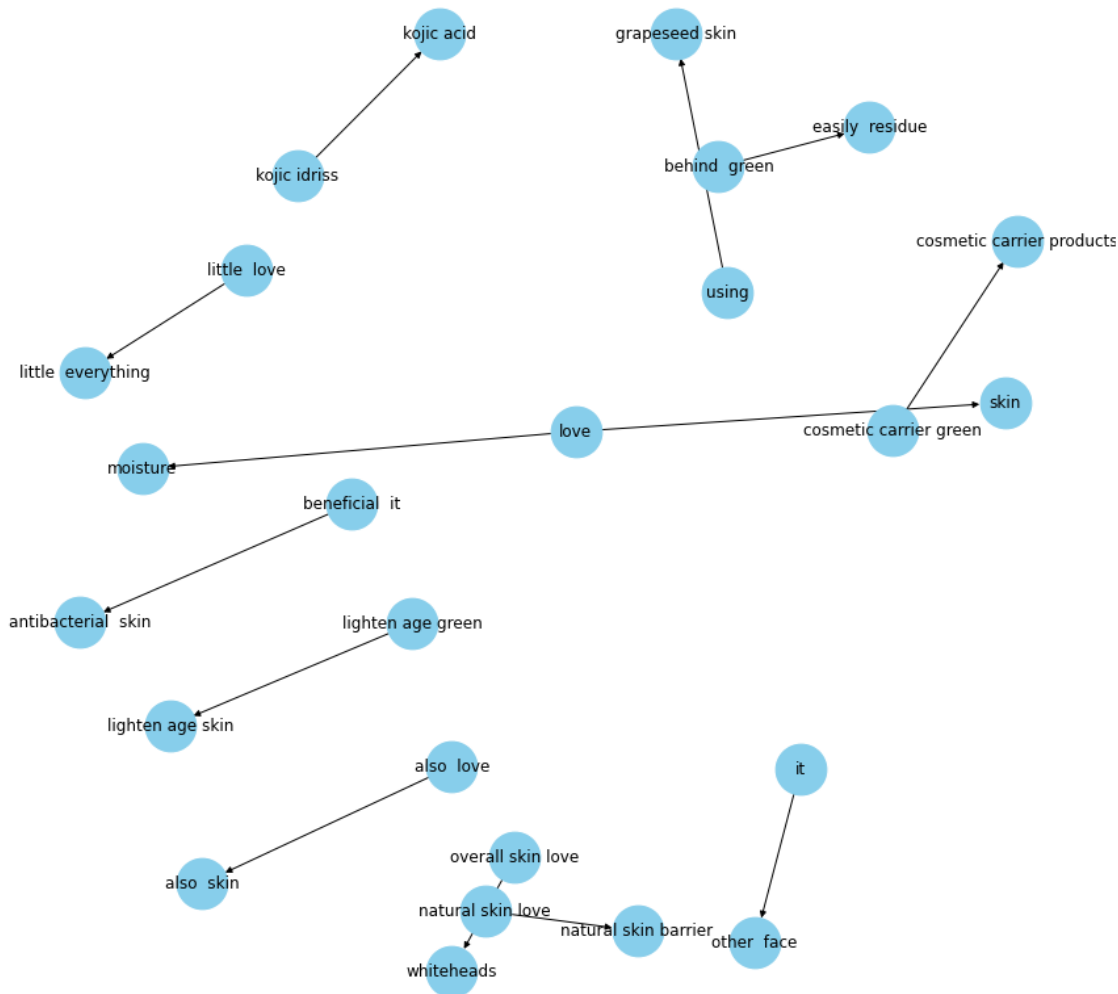 kojic acid
grapeseed skin
easily  residue
behind  green
kojic idriss
cosmetic carrier products
little  love
using
little  everything
skin
love
cosmetic carrier green
moisture
beneficial  it
antibacterial  skin
lighten age green
lighten age skin
also  love
it
overall skin love
also  skin
natural skin love
natural skin barrier
other  face
whiteheads